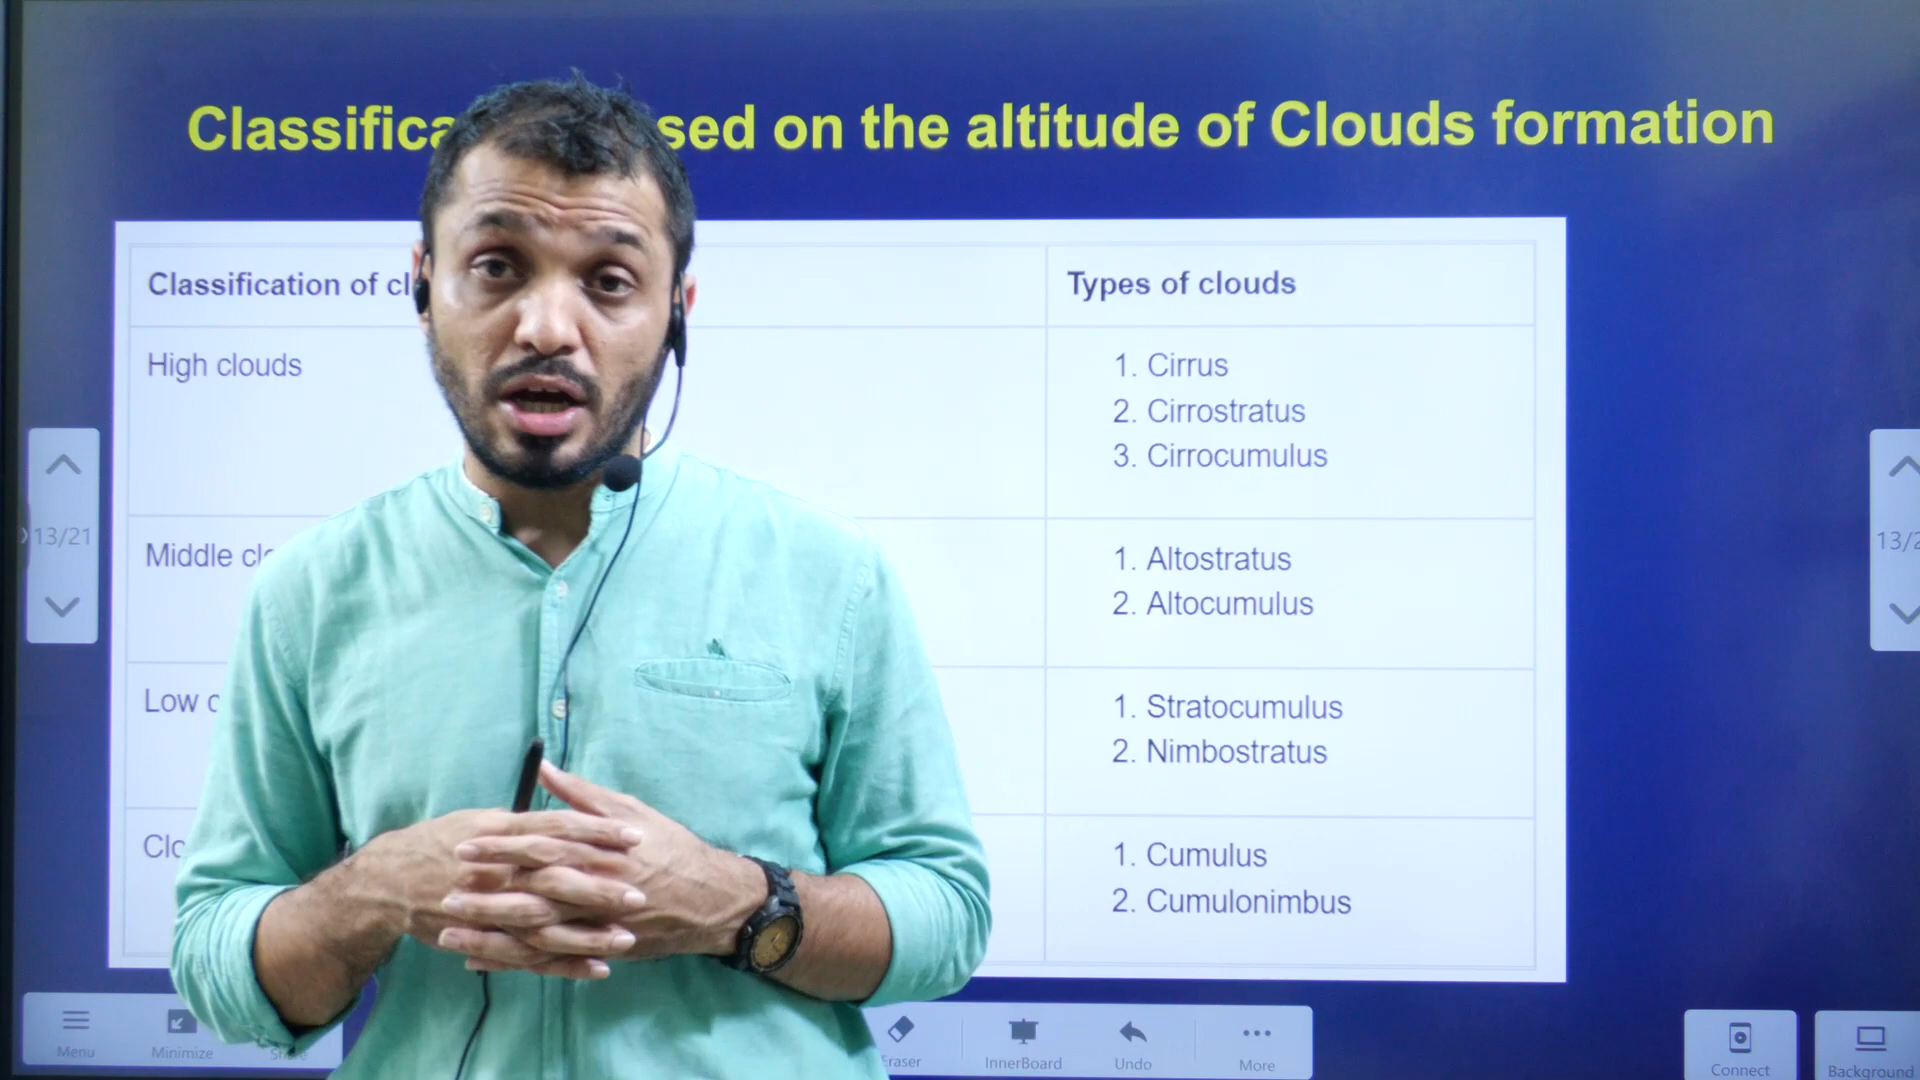 Classifica sed on the altitude of Clouds formation
Classification of cl
Types of clouds
High clouds
1. Cirrus
2. Cirrostratus
3. Cirrocumulus
Middle clo
1. Altostratus
2. Altocumulus
Low c
1. Stratocumulus
2. Nimbostratus
Clo
1. Cumulus
2. Cumulonimbus
13/21
13/2
Menu
Minimize
Share
Eraser
InnerBoard
Undo
More
Connect
Background